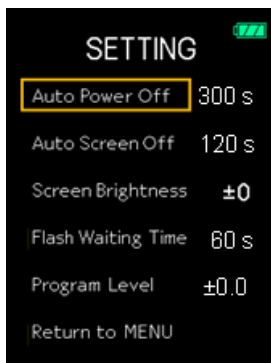 SETTING
Auto Power Off 300 s
Auto Screen Off 120 s
Screen Brightness ±0
Flash Waiting Time 60 s
Program Level ±0.0
Return to MENU